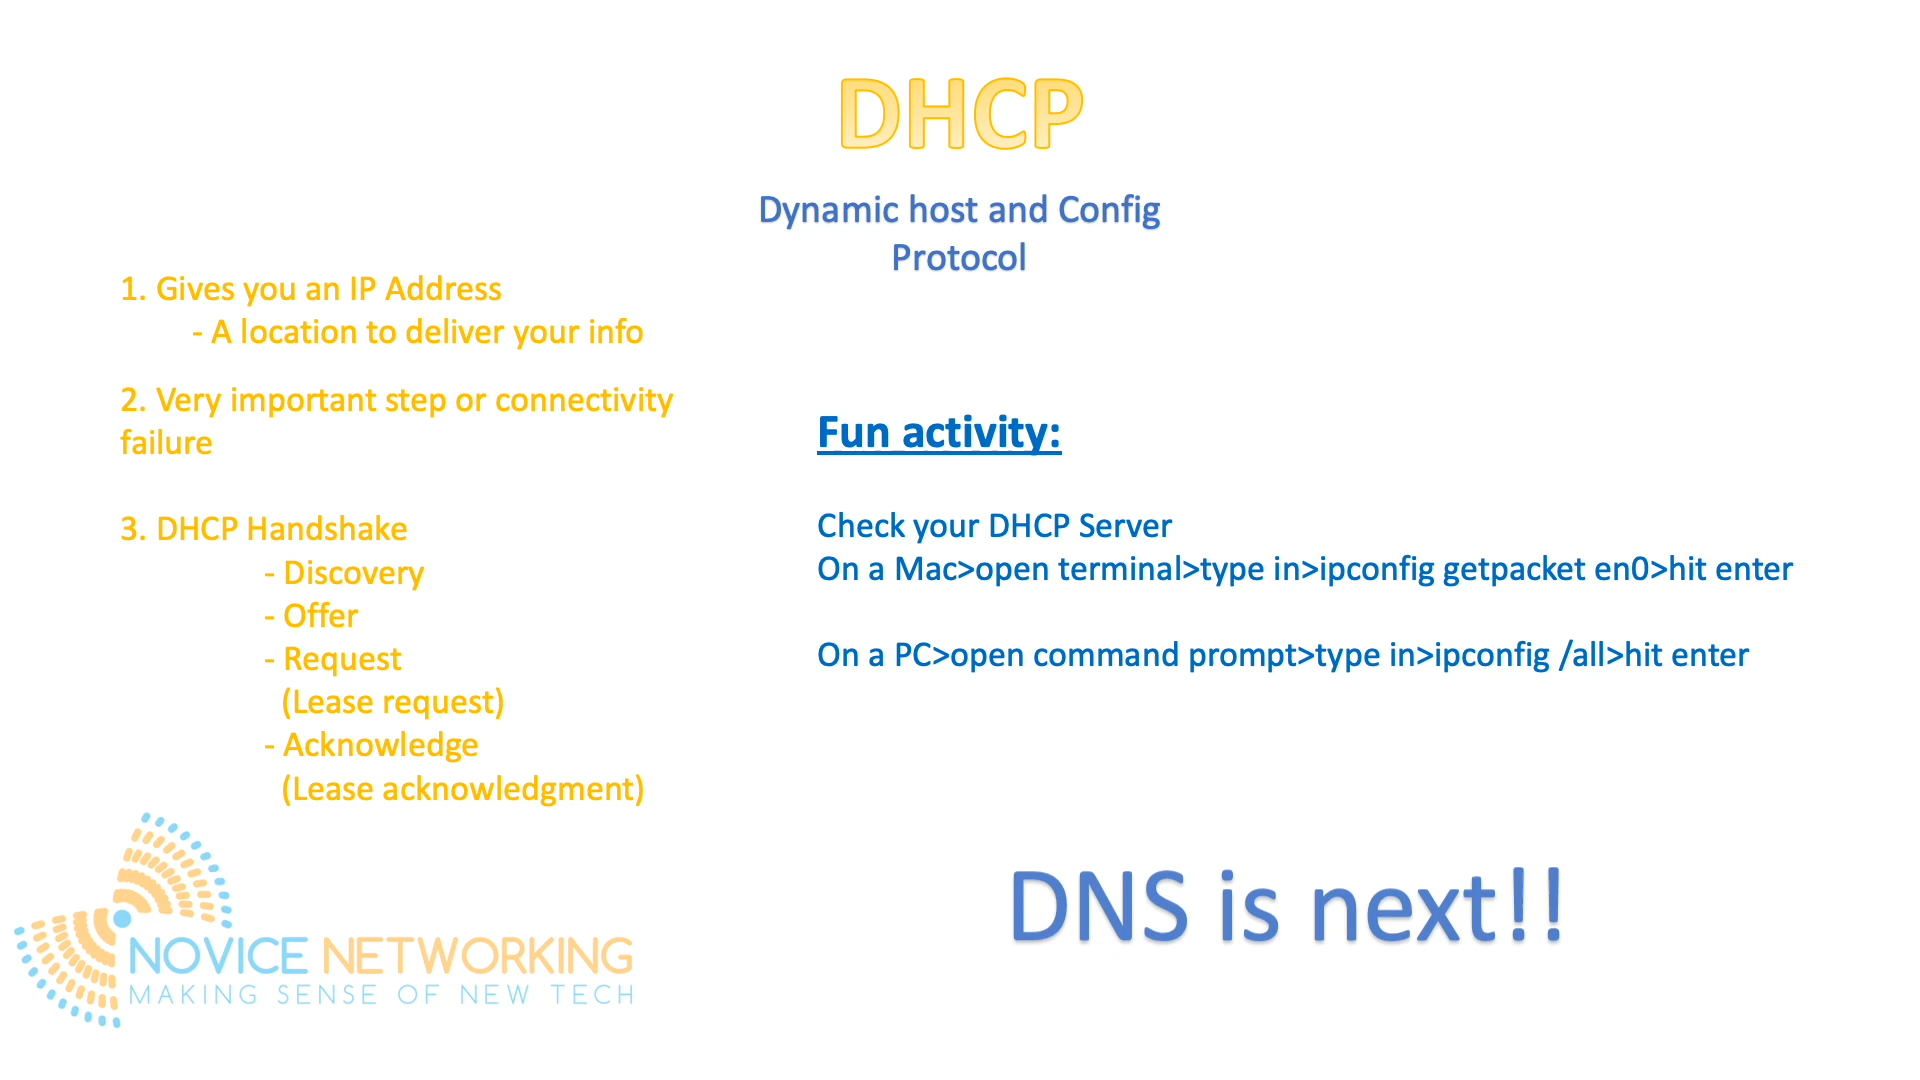 DHCP
Dynamic host and Config
Protocol
1. Gives you an IP Address
- A location to deliver your info
2. Very important step or connectivity
failure
3. DHCP Handshake
- Discovery
- Offer
- Request
(Lease request)
- Acknowledge
(Lease acknowledgment)
Fun activity:
Check your DHCP Server
On a Mac>open terminal>type in>ipconfig getpacket en0>hit enter
On a PC>open command prompt>type in>ipconfig /all>hit enter
DNS is next!!
NOVICE NETWORKING
MAKING SENSE OF NEW TECH